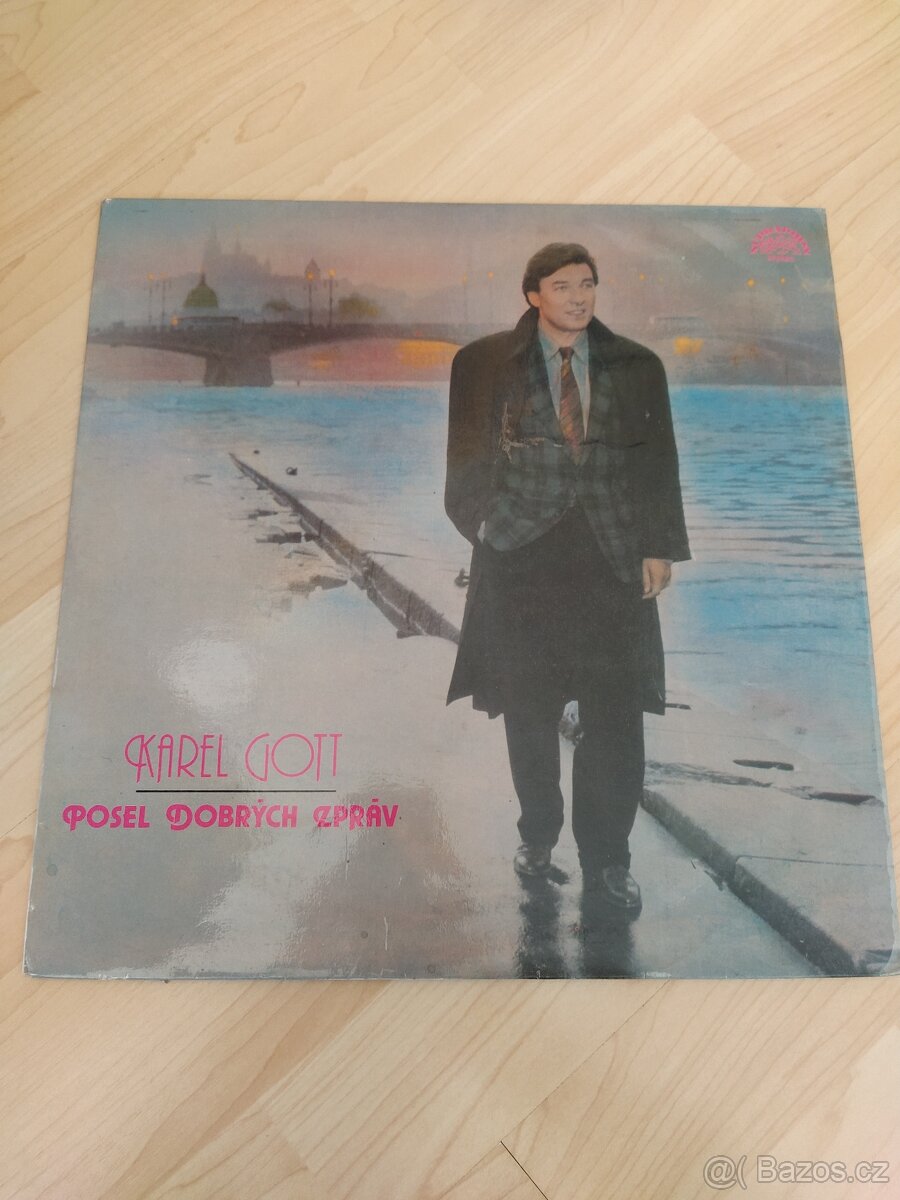 KAREL GOTT
POSEL DOBRÝCH ZPRÁV
@( Bazos.cz